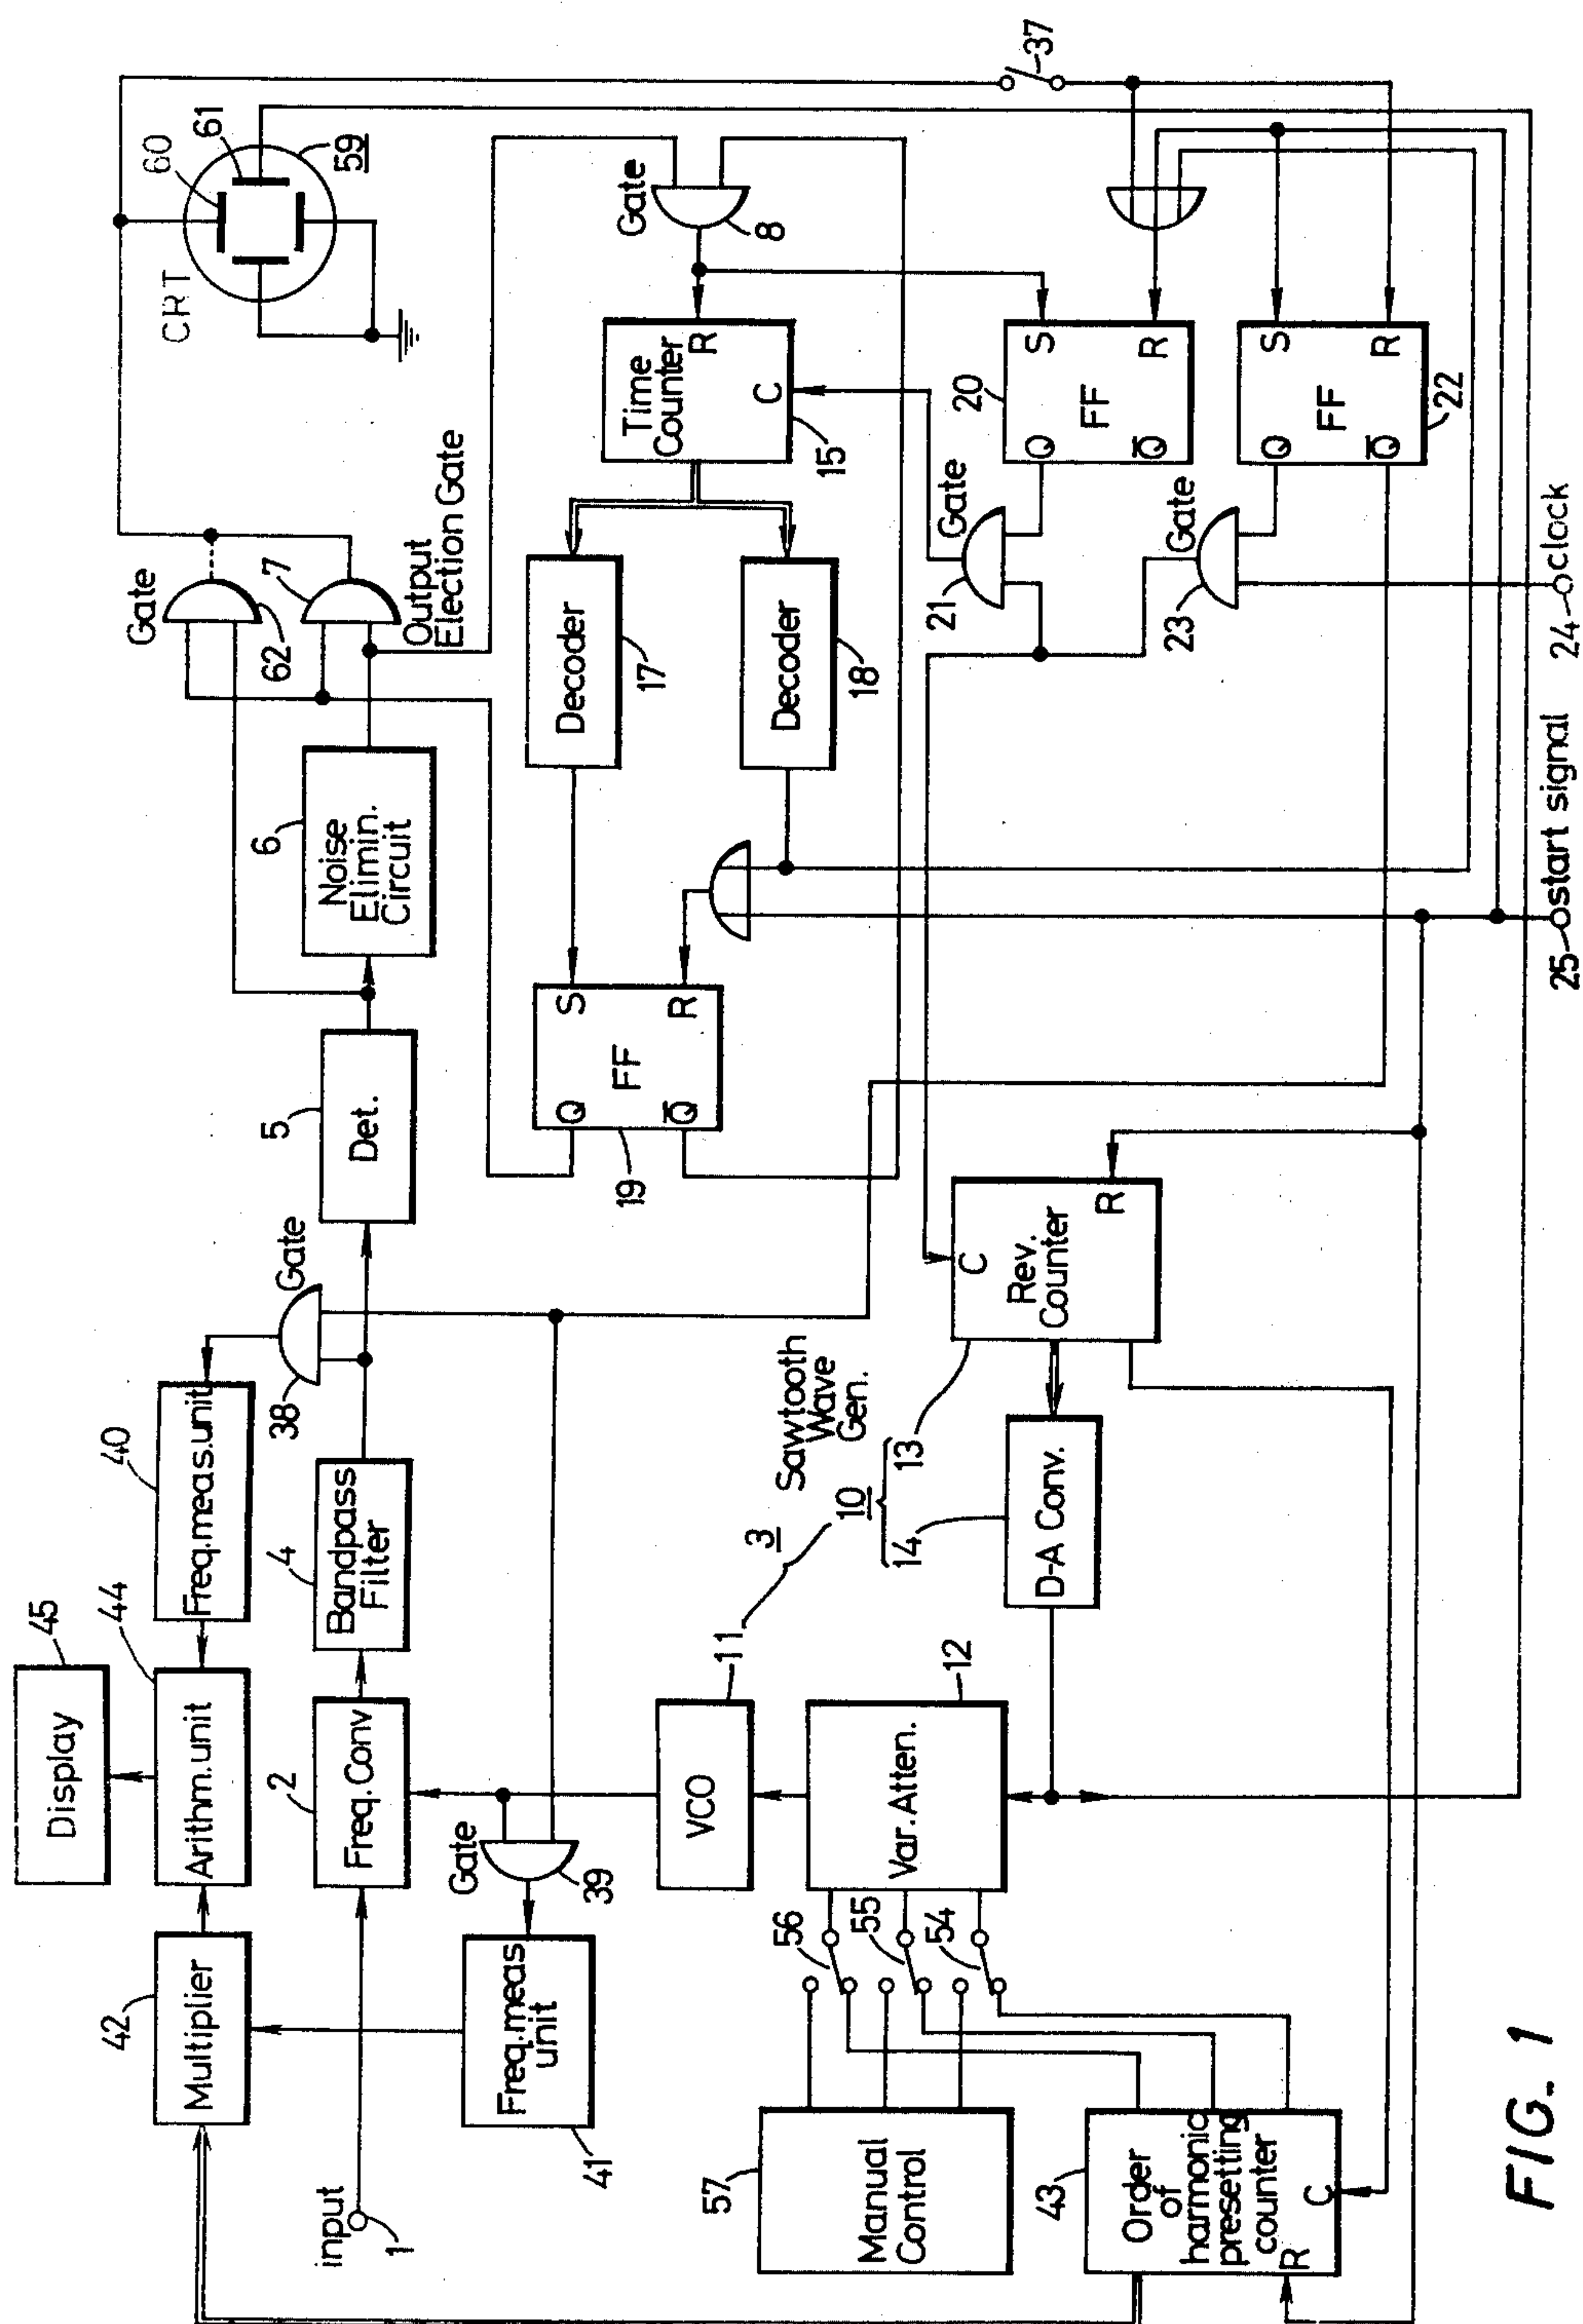 FIG. 1
input
1
Freq. Conv
2
Bandpass
Filter
4
Det.
5
Noise
Elimin.
Circuit
6
Gate
62
7
Output
Election Gate
CRT
60
61
59
Display
45
Multiplier
42
Arithm. unit
44
Freq. meas. unit
40
Gate
38
Gate
39
Freq. meas
unit
41
VCO
11
3
10
Sawtooth
Wave
Gen.
14
13
Var. Atten.
12
D-A Conv.
C
Rev.
Counter
R
FF
S
R
Q
Q̅
19
Decoder
17
Decoder
18
Time
Counter
R
C
15
Gate
8
Gate
21
FF
S
R
Q
Q̅
20
Gate
23
FF
S
R
Q
Q̅
22
37
Manual
Control
57
56
55
54
Order
of
harmonic
presetting
counter
R
C
43
25
start signal
24
clock